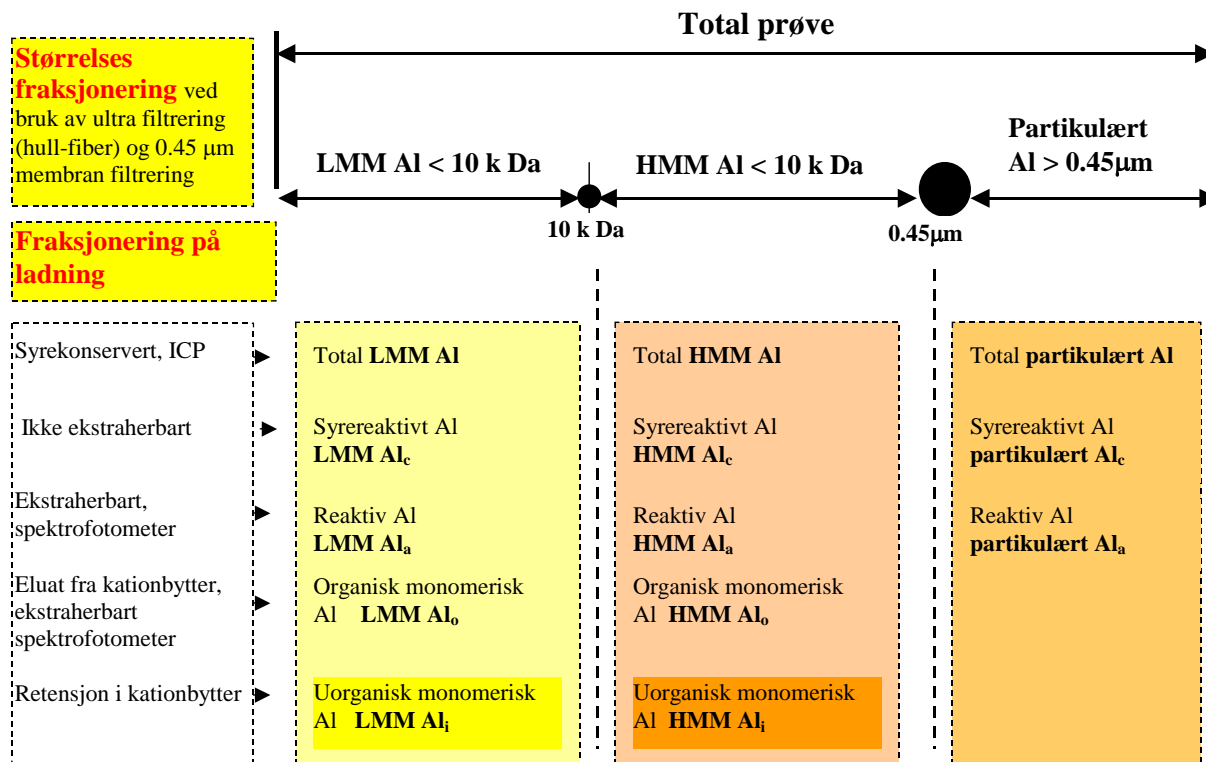 Total prøve
Størrelses
fraksjonering ved
bruk av ultra filtrering
(hull-fiber) og 0.45 μm
membran filtrering
LMM Al < 10 k Da
HMM Al < 10 k Da
Partikulært
Al > 0.45μm
10 k Da
0.45μm
Fraksjonering på
ladning
Syrekonservert, ICP
Total LMM Al
Total HMM Al
Total partikulært Al
Ikke ekstraherbart
Syrereaktivt Al
LMM Alc
Syrereaktivt Al
HMM Alc
Syrereaktivt Al
partikulært Alc
Ekstraherbart,
spektrofotometer
Reaktiv Al
LMM Ala
Reaktiv Al
HMM Ala
Reaktiv Al
partikulært Ala
Eluat fra kationbytter,
ekstraherbart
spektrofotometer
Organisk monomerisk
Al LMM Alo
Organisk monomerisk
Al HMM Alo
Retensjon i kationbytter
Uorganisk monomerisk
Al LMM Ali
Uorganisk monomerisk
Al HMM Ali